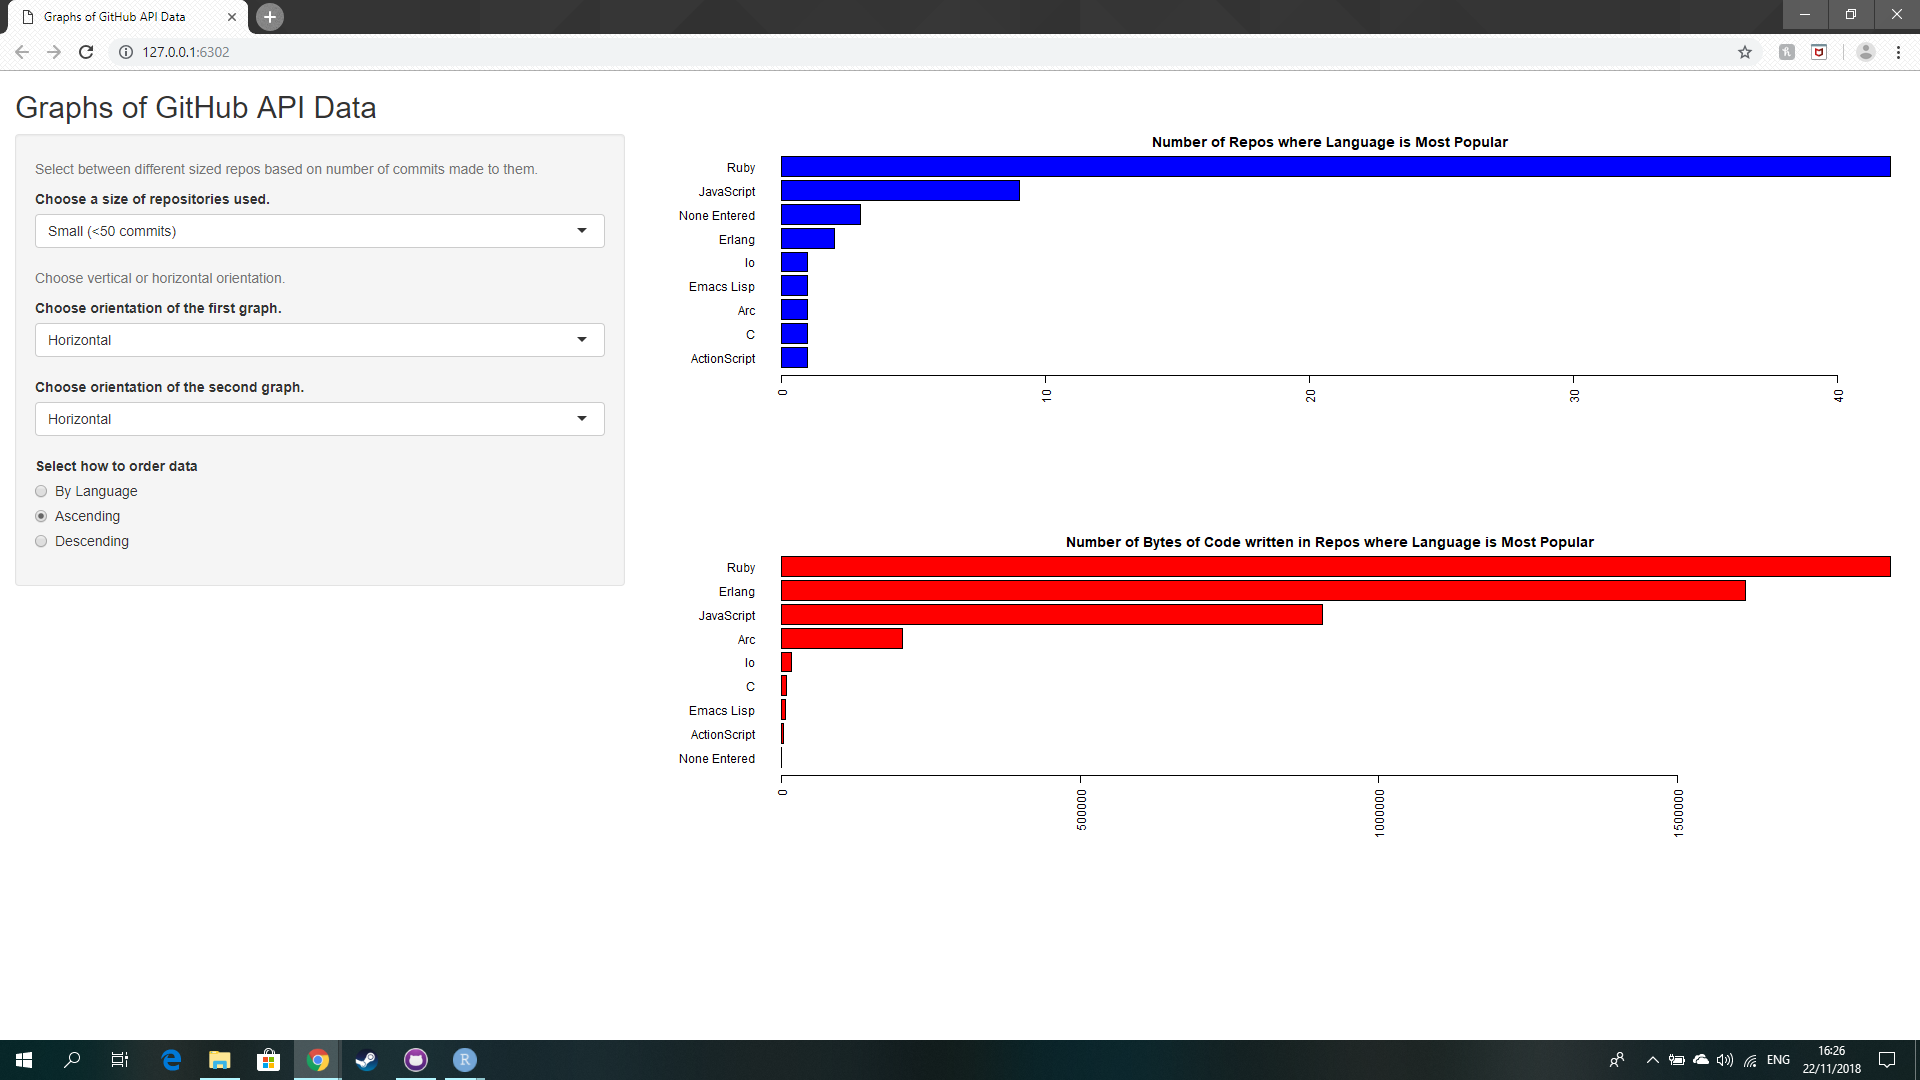 Graphs of GitHub API Data
127.0.0.1:6302
Graphs of GitHub API Data
Select between different sized repos based on number of commits made to them.
Choose a size of repositories used.
Small (<50 commits)
Choose vertical or horizontal orientation.
Choose orientation of the first graph.
Horizontal
Choose orientation of the second graph.
Horizontal
Select how to order data
By Language
Ascending
Descending
Number of Repos where Language is Most Popular
Ruby
JavaScript
None Entered
Erlang
Io
Emacs Lisp
Arc
C
ActionScript
0 10 20 30 40
Number of Bytes of Code written in Repos where Language is Most Popular
Ruby
Erlang
JavaScript
Arc
Io
C
Emacs Lisp
ActionScript
None Entered
0 500000 1000000 1500000
R
ENG
16:26
22/11/2018